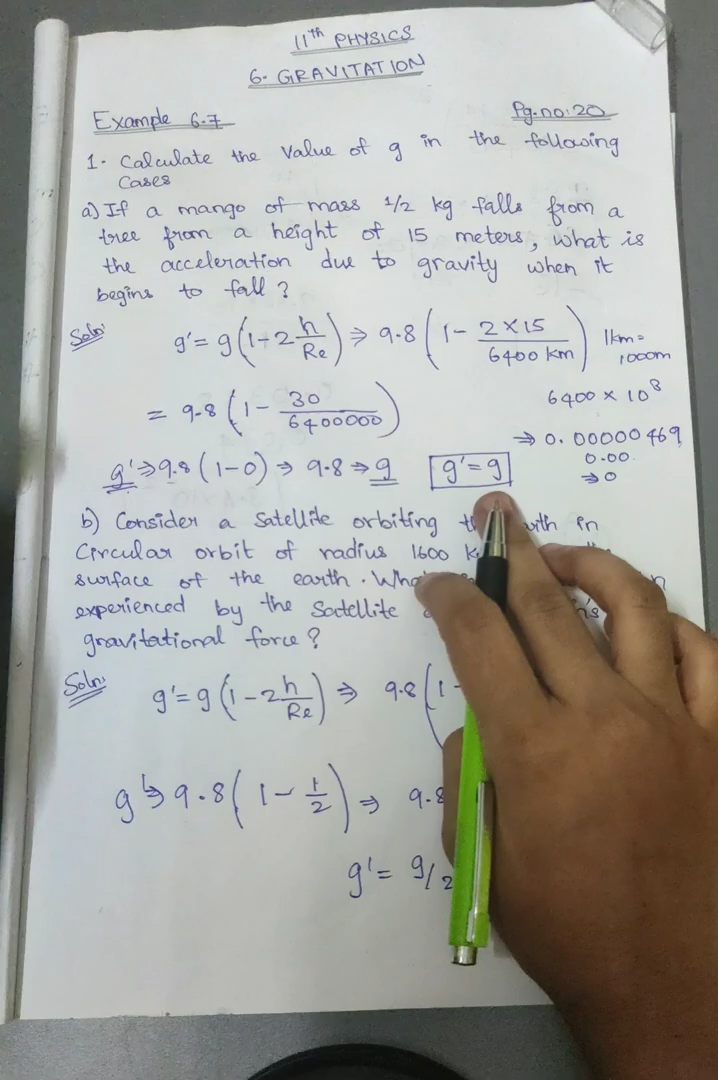 11th PHYSICS
6. GRAVITATION
Example 6.7
Pg.no:20
1. Calculate the value of g in the following
cases
a) If a mango of mass 1/2 kg falls from a
tree from a height of 15 meters, what is
the acceleration due to gravity when it
begins to fall?
Soln:
g' = g(1-2 h/Re) ⇒ 9.8 (1 - 2×15/6400 km)
1km =
1000m
= 9.8 (1 - 30/6400000)
6400 × 10³
⇒ 0.00000469
0.00
⇒ 0
g' ⇒ 9.8 (1-0) ⇒ 9.8 ⇒ g
g' = g
b) Consider a satellite orbiting in
circular orbit of radius 1600
surface of the earth.
experienced by the Satellite
gravitational force?
Soln:
g' = g (1-2 h/Re) ⇒ 9.8 (1-
g' ⇒ 9.8 (1 - 1/2) ⇒ 9.8
g' = g/2